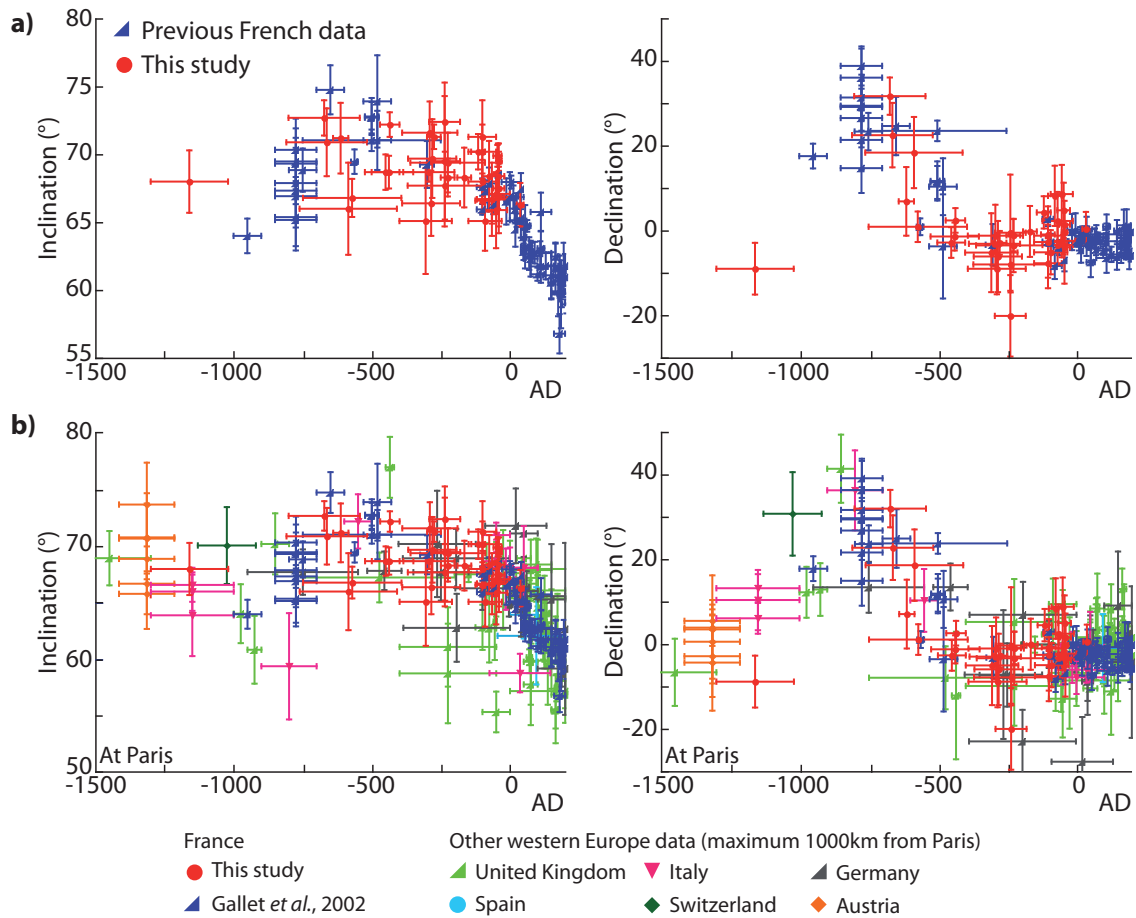 a)
Previous French data
This study
Inclination (°)
80
75
70
65
60
55
-1500
-1000
-500
0
AD
Declination (°)
40
20
0
-20
-1500
-1000
-500
0
AD
b)
Inclination (°)
80
70
60
50
At Paris
-1500
-1000
-500
0
AD
Declination (°)
40
20
0
-20
At Paris
-1500
-1000
-500
0
AD
France
Other western Europe data (maximum 1000km from Paris)
This study
United Kingdom
Italy
Germany
Gallet et al., 2002
Spain
Switzerland
Austria